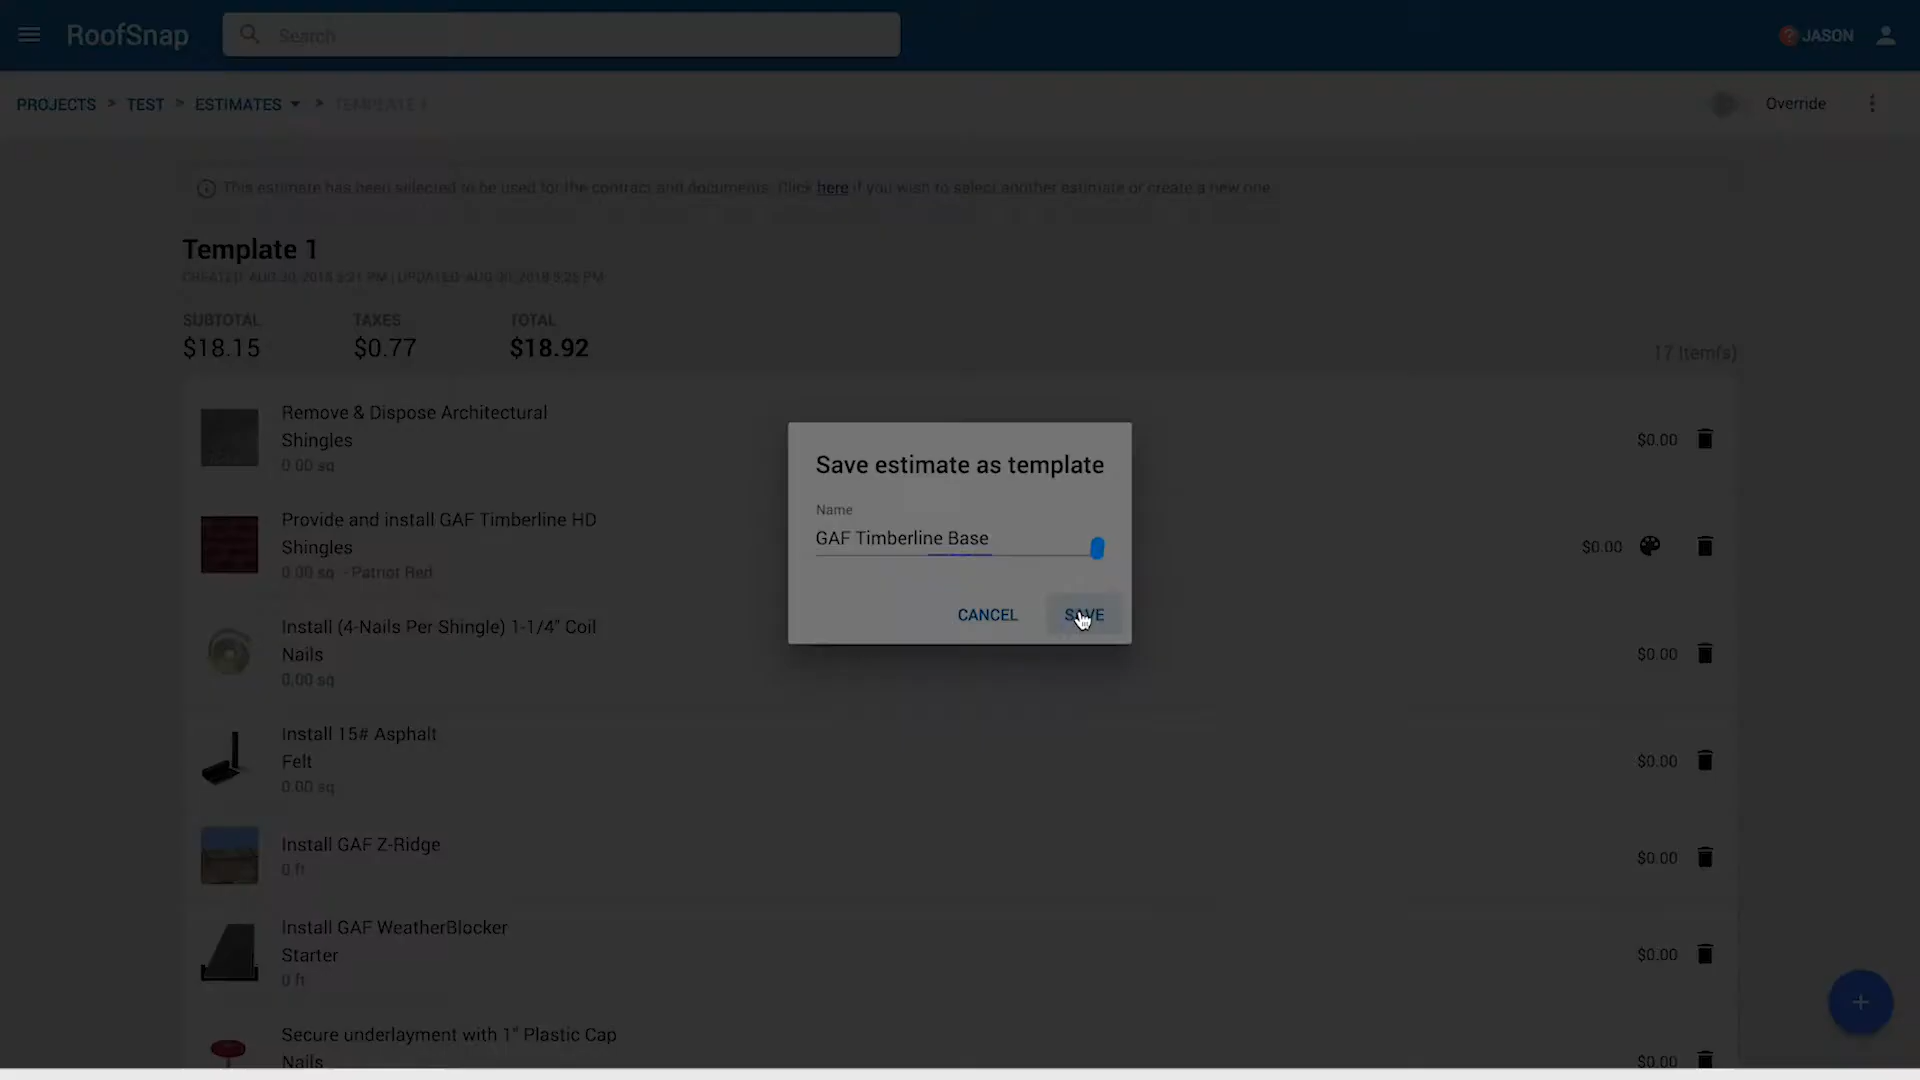 RoofSnap
Search
? JASON
PROJECTS > TEST > ESTIMATES > TEMPLATE 1
Override
This estimate has been selected to be used for the contract and documents. Click here if you wish to select another estimate or create a new one.
Template 1
CREATED: AUG 30, 2018 5:21 PM | UPDATED: AUG 30, 2018 5:25 PM
SUBTOTAL TAXES TOTAL
$18.15 $0.77 $18.92
17 Item(s)
Remove & Dispose Architectural
Shingles
0.00 sq
$0.00
Provide and install GAF Timberline HD
Shingles
0.00 sq - Patriot Red
$0.00
Install (4-Nails Per Shingle) 1-1/4" Coil
Nails
0.00 sq
$0.00
Install 15# Asphalt
Felt
0.00 sq
$0.00
Install GAF Z-Ridge
0 ft
$0.00
Install GAF WeatherBlocker
Starter
0 ft
$0.00
Secure underlayment with 1" Plastic Cap
Nails
$0.00
Save estimate as template
Name
GAF Timberline Base
CANCEL SAVE